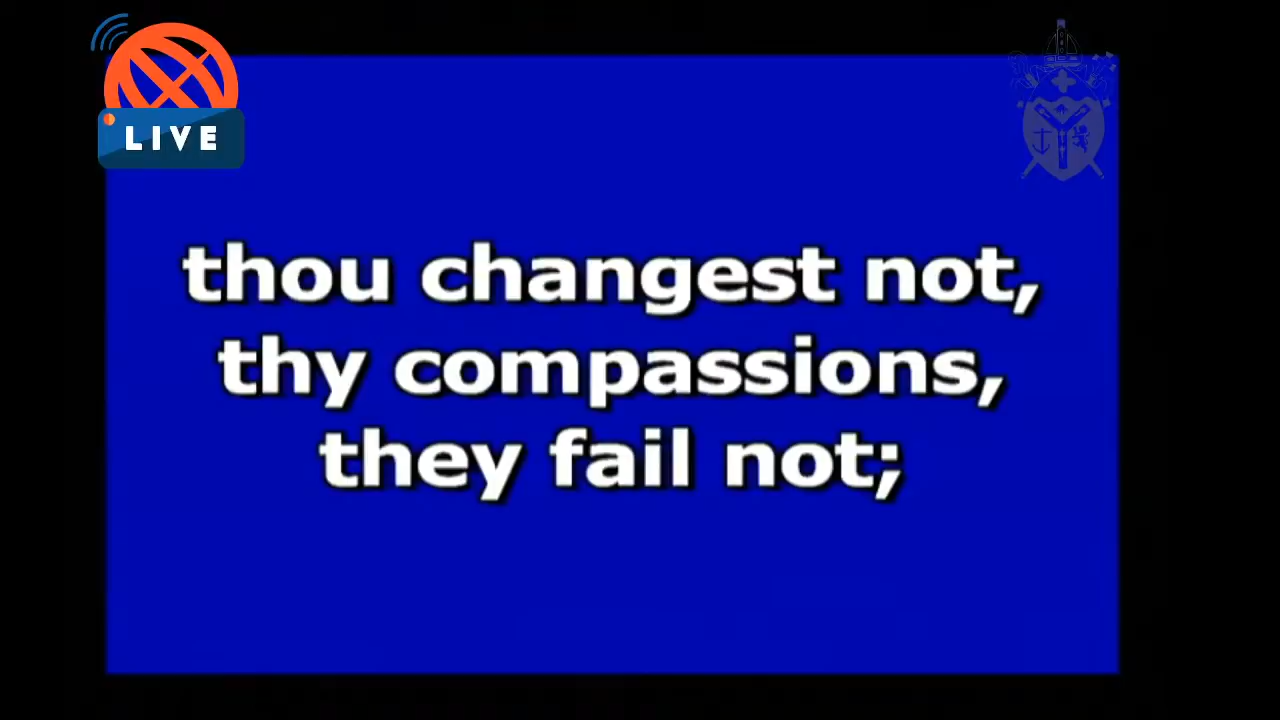 LIVE
thou changest not,
thy compassions,
they fail not;